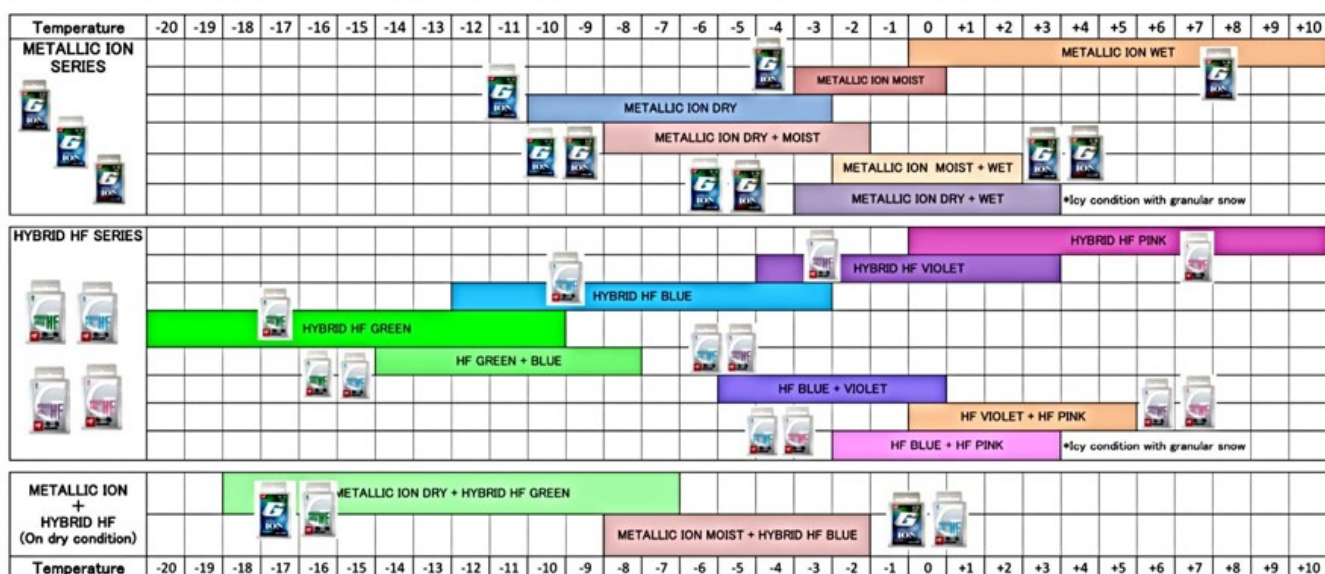 Temperature -20 -19 -18 -17 -16 -15 -14 -13 -12 -11 -10 -9 -8 -7 -6 -5 -4 -3 -2 -1 0 +1 +2 +3 +4 +5 +6 +7 +8 +9 +10
METALLIC ION
SERIES
METALLIC ION WET
METALLIC ION MOIST
METALLIC ION DRY
METALLIC ION DRY + MOIST
METALLIC ION MOIST + WET
METALLIC ION DRY + WET *Icy condition with granular snow
HYBRID HF SERIES
HYBRID HF PINK
HYBRID HF VIOLET
HYBRID HF BLUE
HYBRID HF GREEN
HF GREEN + BLUE
HF BLUE + VIOLET
HF VIOLET + HF PINK
HF BLUE + HF PINK *Icy condition with granular snow
METALLIC ION
+
HYBRID HF
(On dry condition)
METALLIC ION DRY + HYBRID HF GREEN
METALLIC ION MOIST + HYBRID HF BLUE
Temperature -20 -19 -18 -17 -16 -15 -14 -13 -12 -11 -10 -9 -8 -7 -6 -5 -4 -3 -2 -1 0 +1 +2 +3 +4 +5 +6 +7 +8 +9 +10